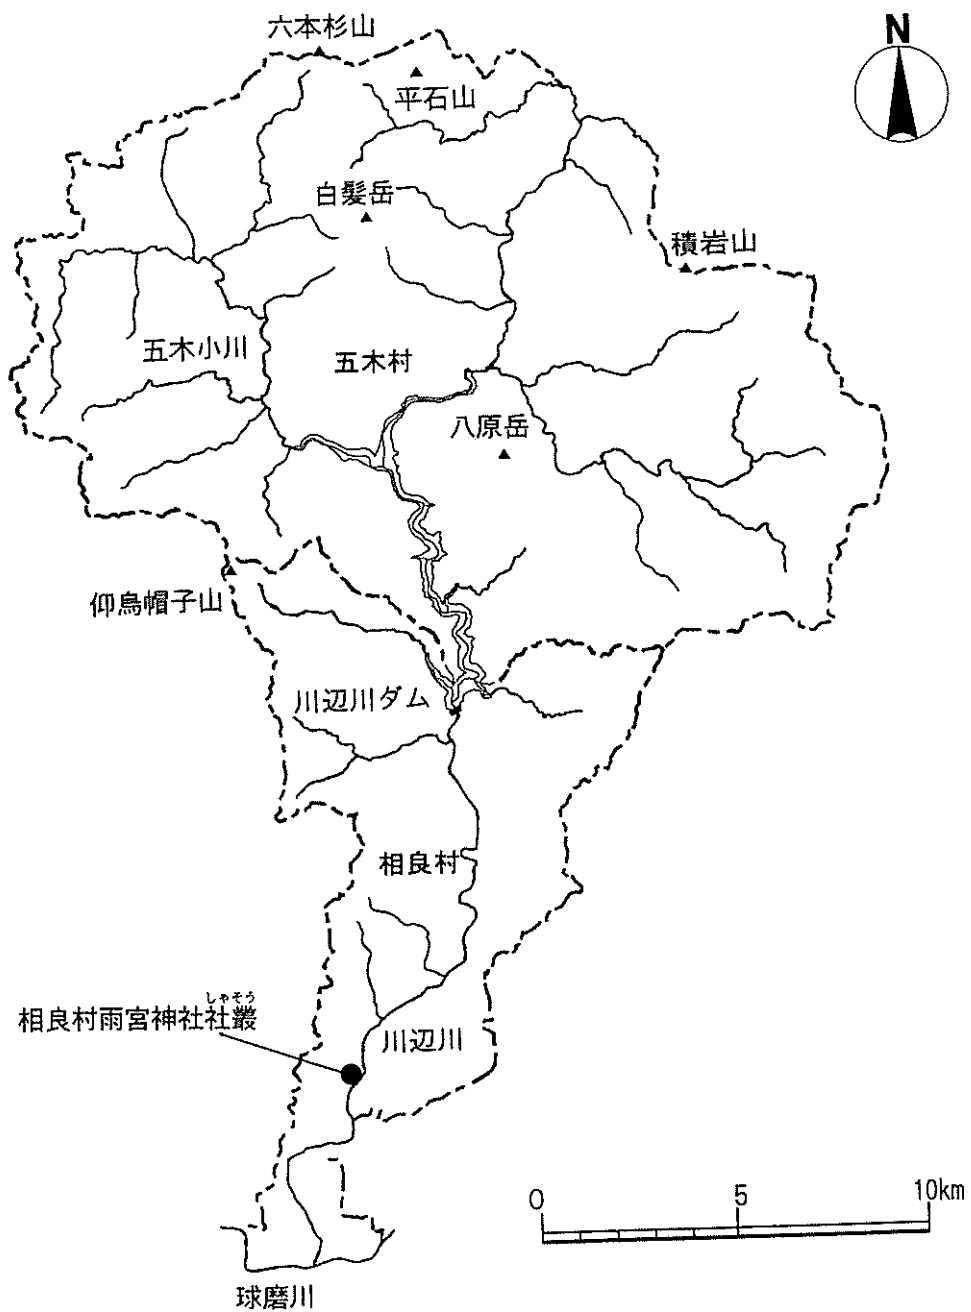 六本杉山
N
平石山
白髪岳
積岩山
五木小川
五木村
八原岳
仰烏帽子山
川辺川ダム
相良村
しゃそう
相良村雨宮神社社叢
川辺川
0 5 10km
球磨川